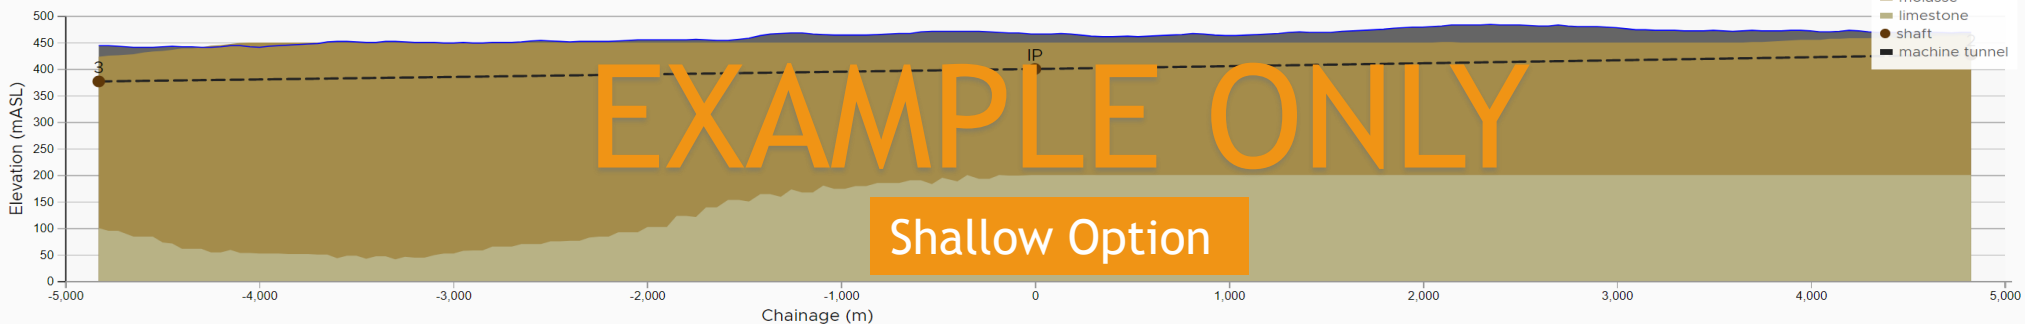 500
450
400
350
300
250
200
150
100
50
0
Elevation (mASL)
3
IP
limestone
shaft
machine tunnel
EXAMPLE ONLY
Shallow Option
-5,000 -4,000 -3,000 -2,000 -1,000 0 1,000 2,000 3,000 4,000 5,000
Chainage (m)